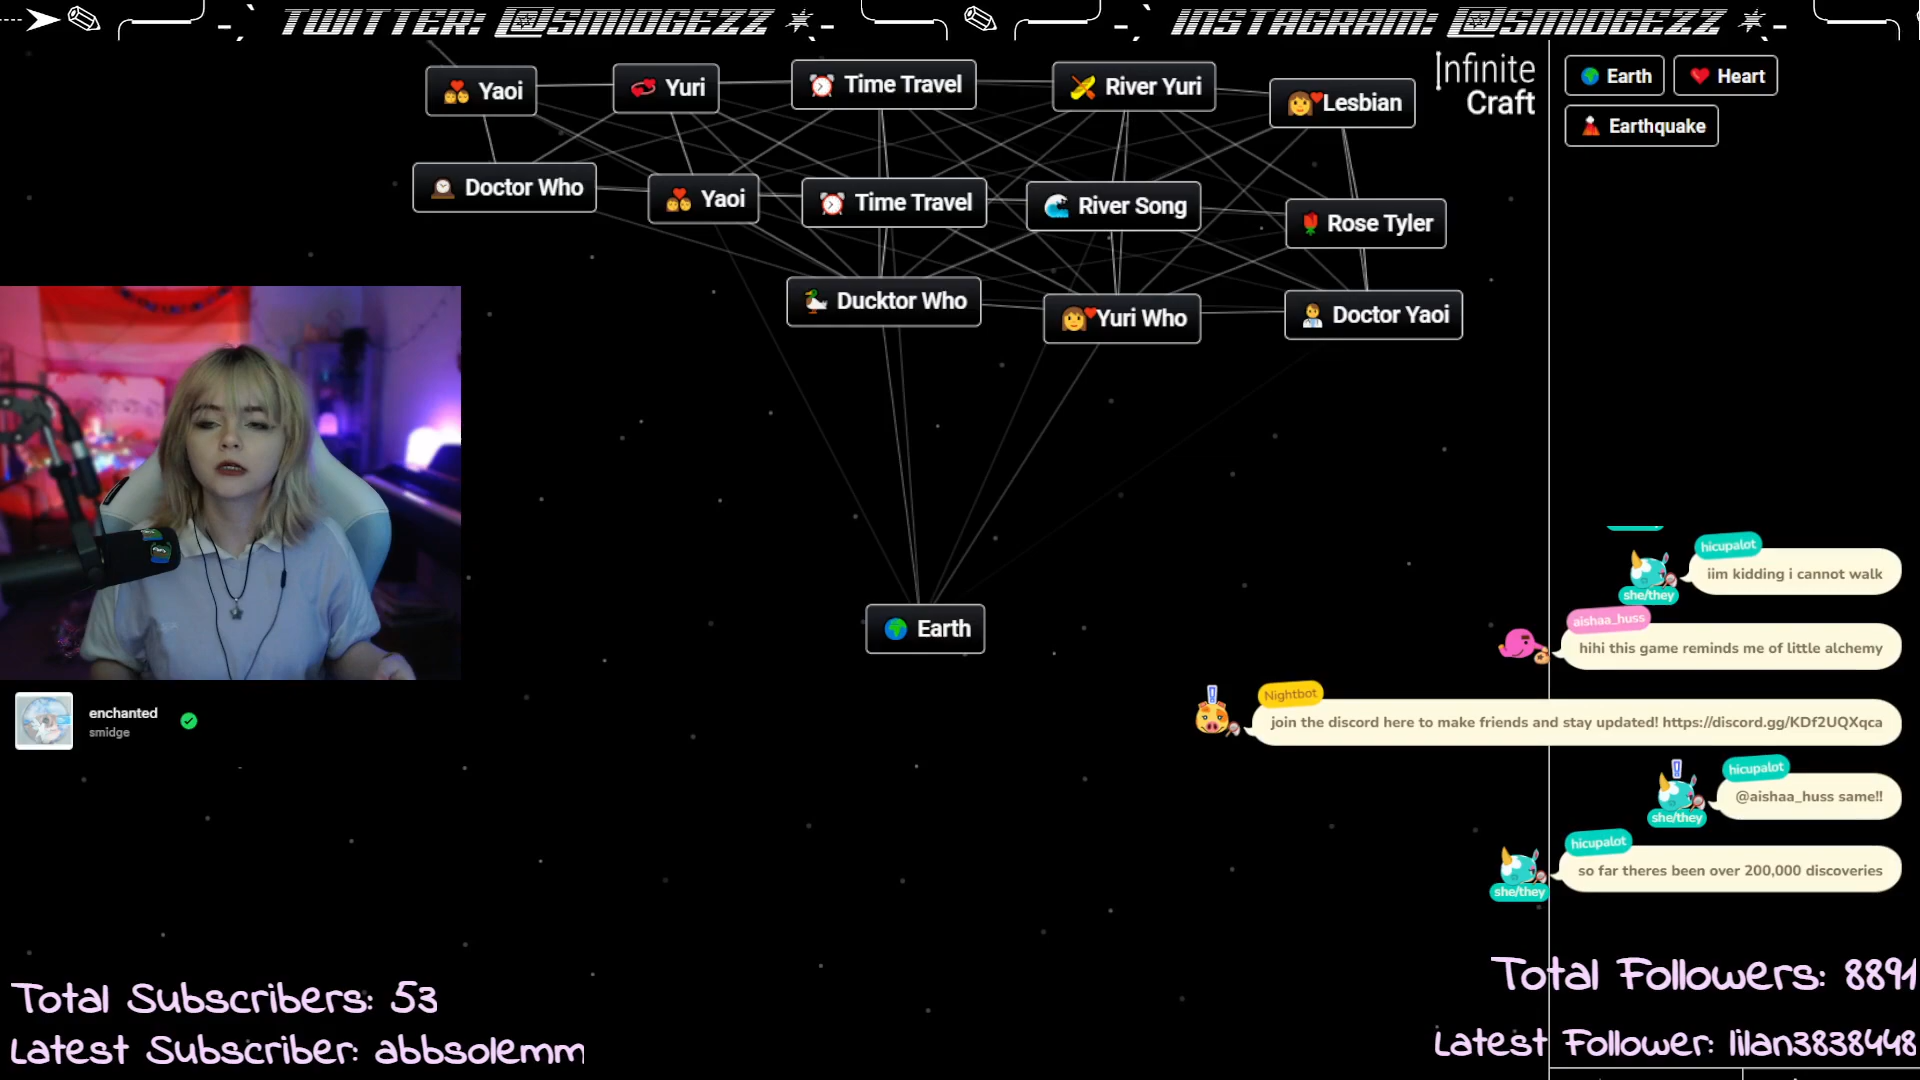 TWITTER: @SMIDGEZZ
INSTAGRAM: @SMIDGEZZ
Yaoi
Yuri
Time Travel
River Yuri
Lesbian
Infinite
Craft
Earth
Heart
Earthquake
Doctor Who
Yaoi
Time Travel
River Song
Rose Tyler
Ducktor Who
Yuri Who
Doctor Yaoi
Earth
enchanted
smidge
hicupalot
iim kidding i cannot walk
she/they
aishaa_huss
hihi this game reminds me of little alchemy
Nightbot
join the discord here to make friends and stay updated! https://discord.gg/KDf2UQXqca
hicupalot
@aishaa_huss same!!
she/they
hicupalot
so far theres been over 200,000 discoveries
she/they
Total Subscribers: 53
Latest Subscriber: abbsolemm
Total Followers: 8891
Latest Follower: lilan3838448